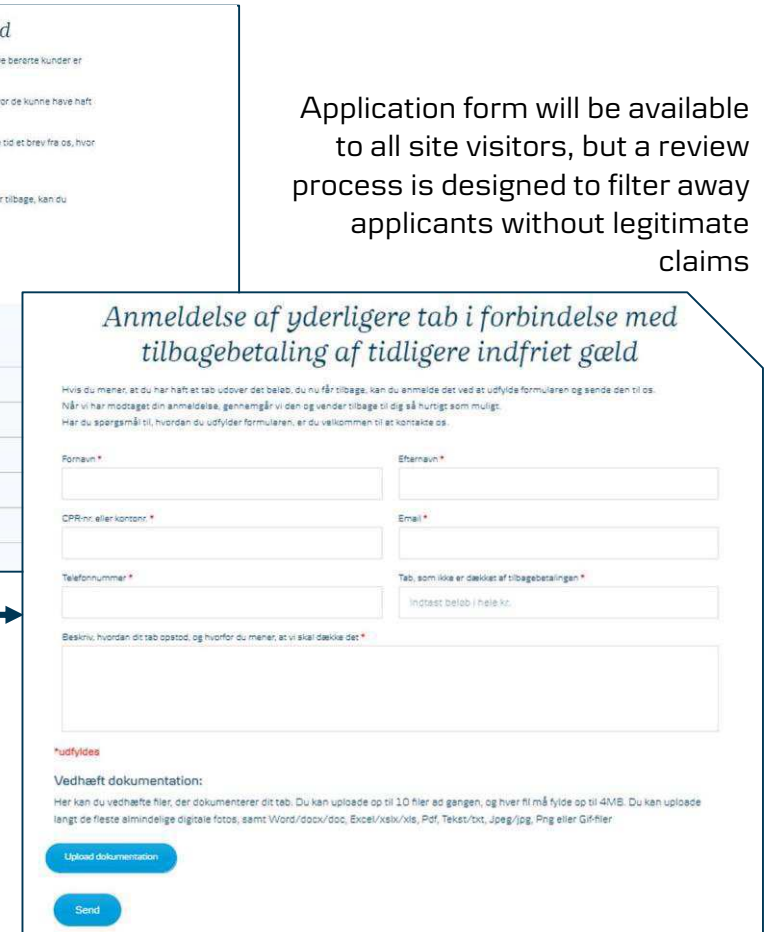 d
e berørte kunder er
or de kunne have haft
tid et brev fra os, hvor
r tilbage, kan du
Application form will be available
to all site visitors, but a review
process is designed to filter away
applicants without legitimate
claims
Anmeldelse af yderligere tab i forbindelse med
tilbagebetaling af tidligere indfriet gæld
Hvis du mener, at du har haft et tab udover det beløb, du nu får tilbage, kan du anmelde det ved at udfylde formularen og sende den til os.
Når vi har modtaget din anmeldelse, gennemgår vi den og vender tilbage til dig så hurtigt som muligt.
Har du spørgsmål til, hvordan du udfylder formularen, er du velkommen til at kontakte os.
Fornavn *
Efternavn *
CPR-nr. eller kontonr. *
Email *
Telefonnummer *
Tab, som ikke er dækket af tilbagebetalingen *
Indtast beløb i hele kr.
Beskriv, hvordan dit tab opstod, og hvorfor du mener, at vi skal dække det *
*udfyldes
Vedhæft dokumentation:
Her kan du vedhæfte filer, der dokumenterer dit tab. Du kan uploade op til 10 filer ad gangen, og hver fil må fylde op til 4MB. Du kan uploade
langt de fleste almindelige digitale fotos, samt Word/docx/doc, Excel/xslx/xls, Pdf, Tekst/txt, Jpeg/jpg, Png eller Gif-filer
Upload dokumentation
Send